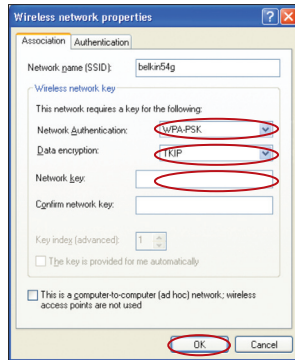 Wireless network properties
Association Authentication
Network name (SSID): belkin54g
Wireless network key
This network requires a key for the following:
Network Authentication: WPA-PSK
Data encryption: TKIP
Network key:
Confirm network key:
Key index (advanced): 1
The key is provided for me automatically
This is a computer-to-computer (ad hoc) network; wireless
access points are not used
OK Cancel